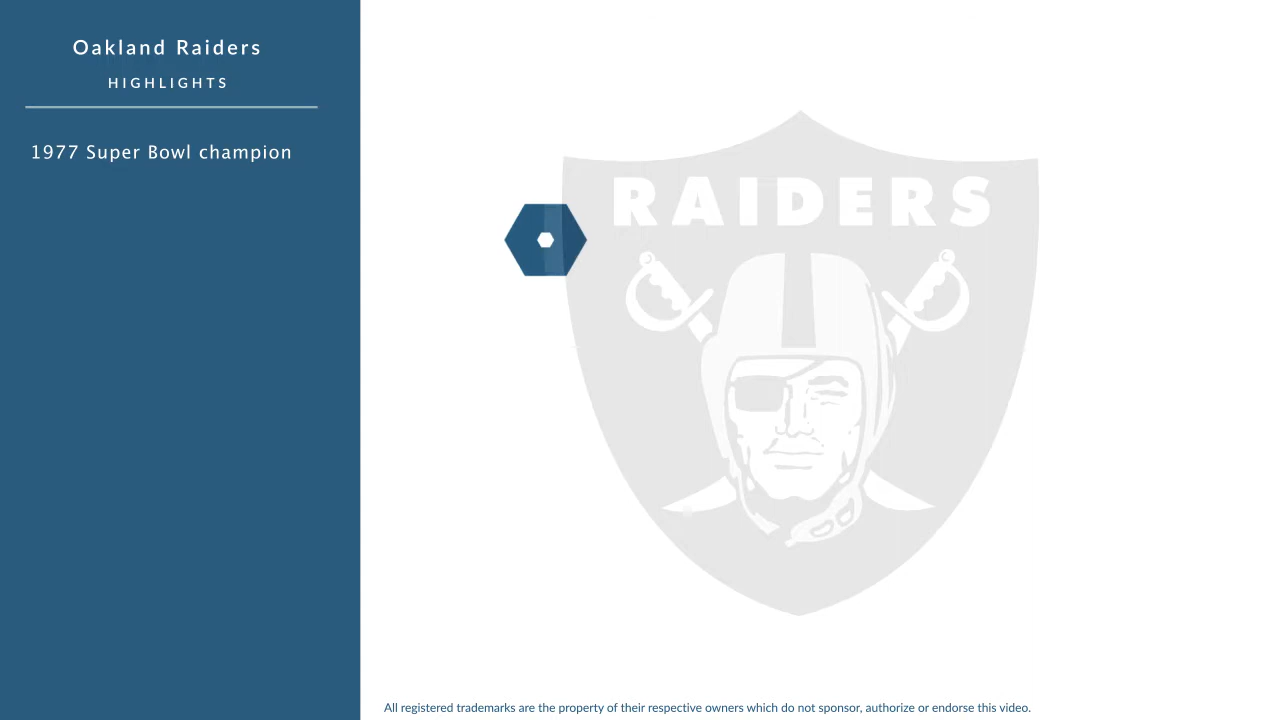 Oakland Raiders
HIGHLIGHTS
1977 Super Bowl champion
RAIDERS
All registered trademarks are the property of their respective owners which do not sponsor, authorize or endorse this video.